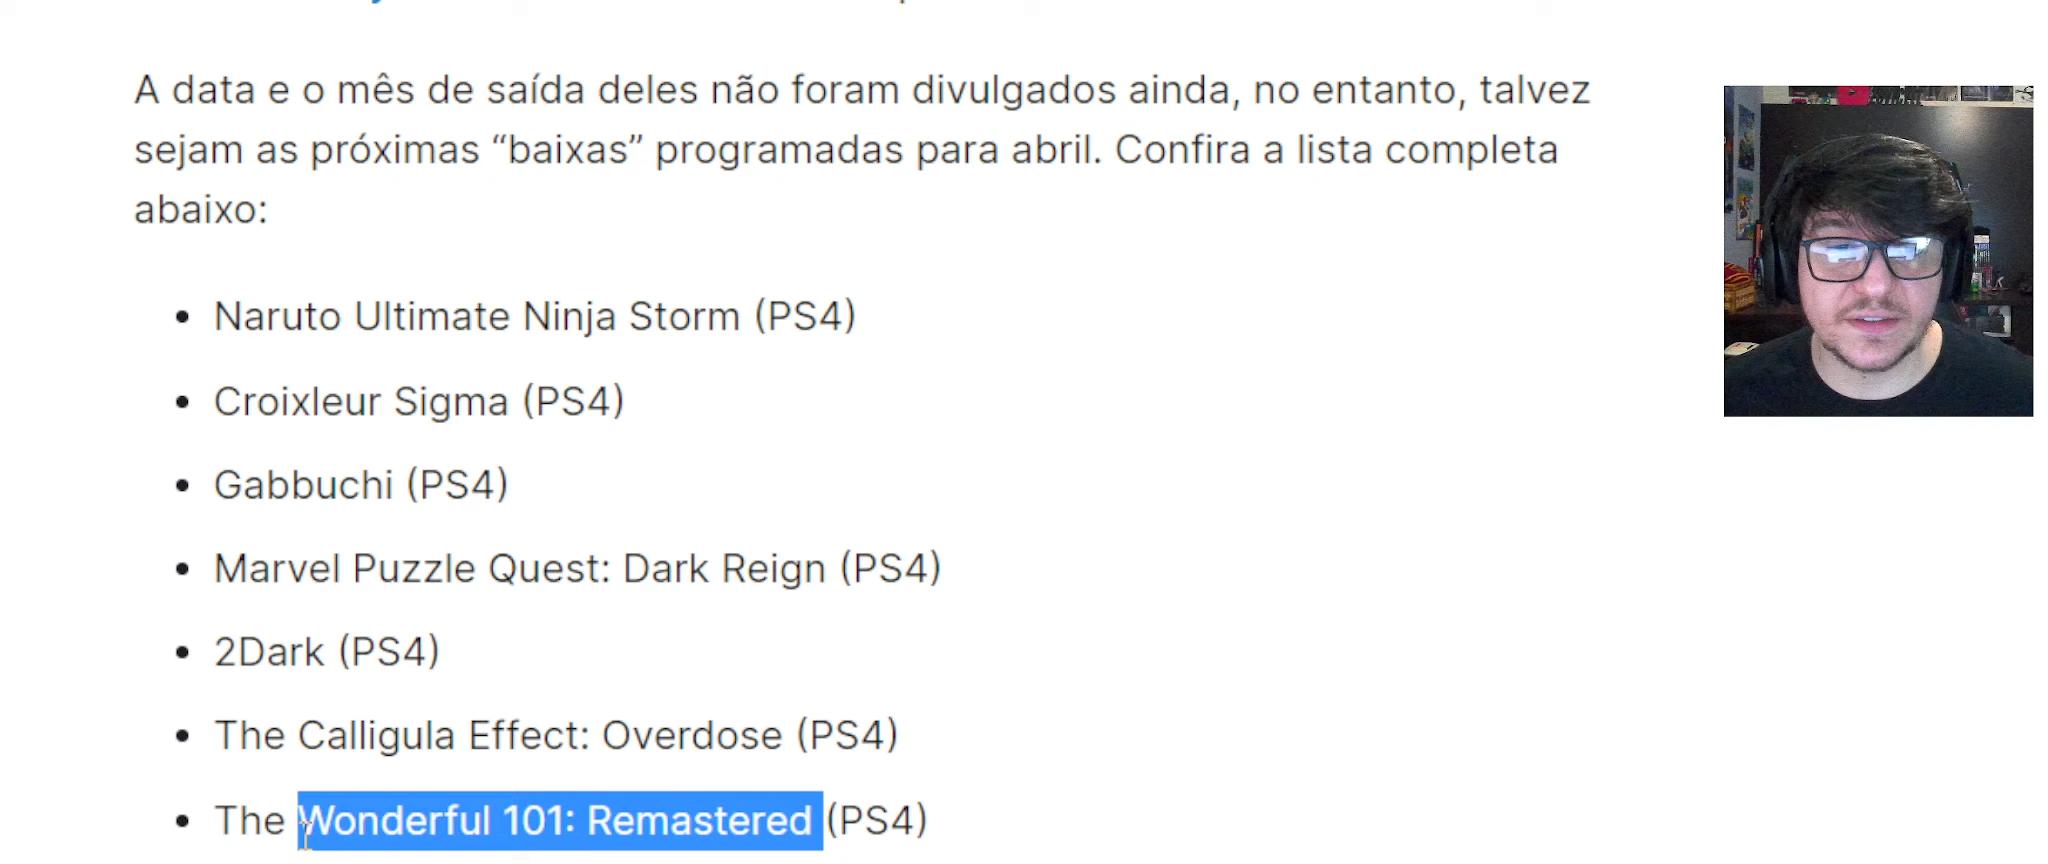 A data e o mês de saída deles não foram divulgados ainda, no entanto, talvez
sejam as próximas “baixas” programadas para abril. Confira a lista completa
abaixo:
• Naruto Ultimate Ninja Storm (PS4)
• Croixleur Sigma (PS4)
• Gabbuchi (PS4)
• Marvel Puzzle Quest: Dark Reign (PS4)
• 2Dark (PS4)
• The Calligula Effect: Overdose (PS4)
• The Wonderful 101: Remastered (PS4)